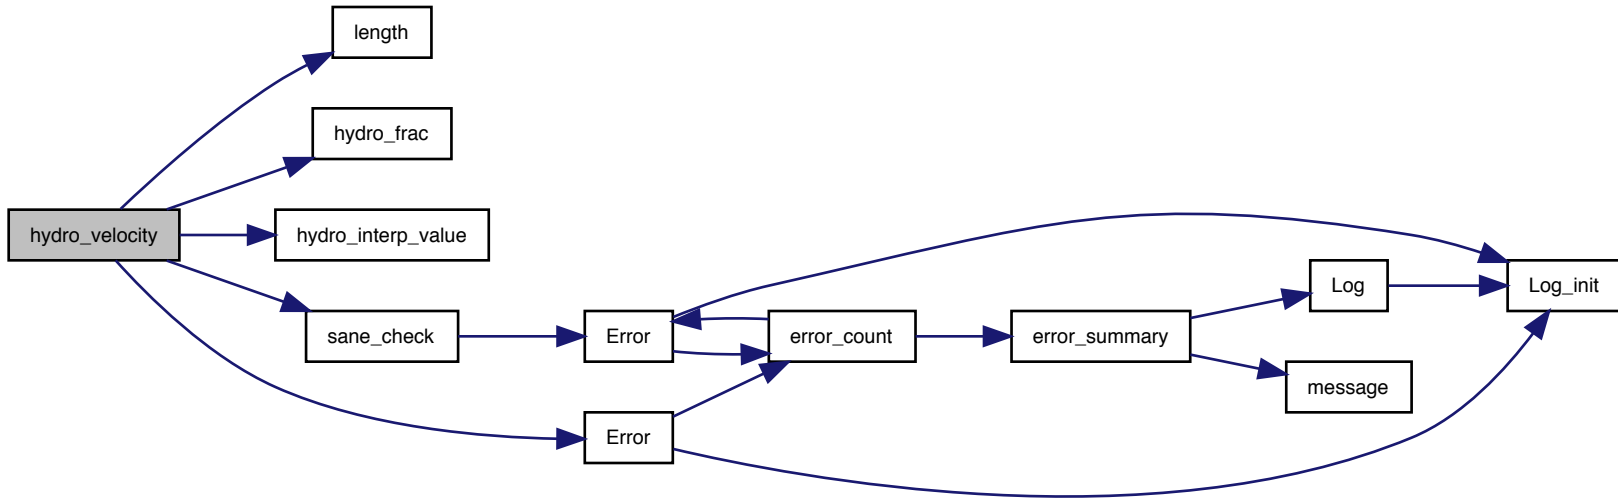 length
hydro_frac
hydro_velocity
hydro_interp_value
Log
Log_init
sane_check
Error
error_count
error_summary
message
Error